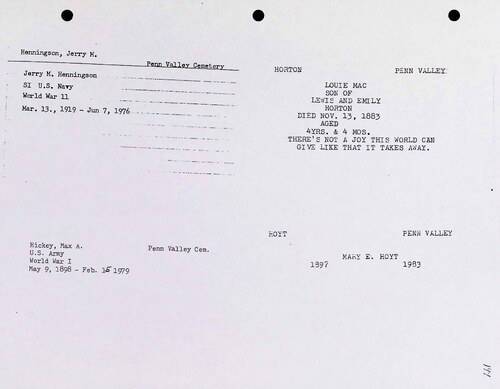 Henningson, Jerry M.
Penn Valley Cemetery
Jerry M. Henningson
SI U.S. Navy
World War 11
Mar. 13., 1919 - Jun 7, 1976
HORTON PENN VALLEY
LOUIE MAC
SON OF
LEWIS AND EMILY
HORTON
DIED NOV. 13, 1883
AGED
4YRS. & 4 MOS.
THERE'S NOT A JOY THIS WORLD CAN
GIVE LIKE THAT IT TAKES AWAY.
Hickey, Max A. Penn Valley Cem.
U.S. Army
World War I
May 9, 1898 - Feb. 15 1979
HOYT PENN VALLEY
MARY E. HOYT
1897 1983